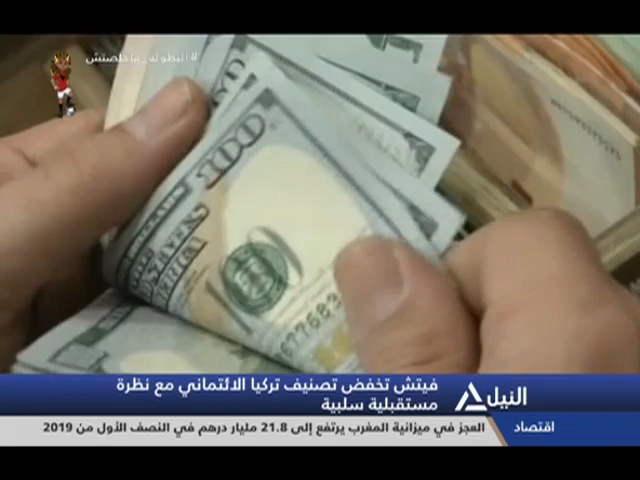 #البطولة_ماخلصتش
100
فيتش تخفض تصنيف تركيا الائتماني مع نظرة
مستقبلية سلبية
النيل
اقتصاد
العجز في ميزانية المغرب يرتفع إلى 21.8 مليار درهم في النصف الأول من 2019